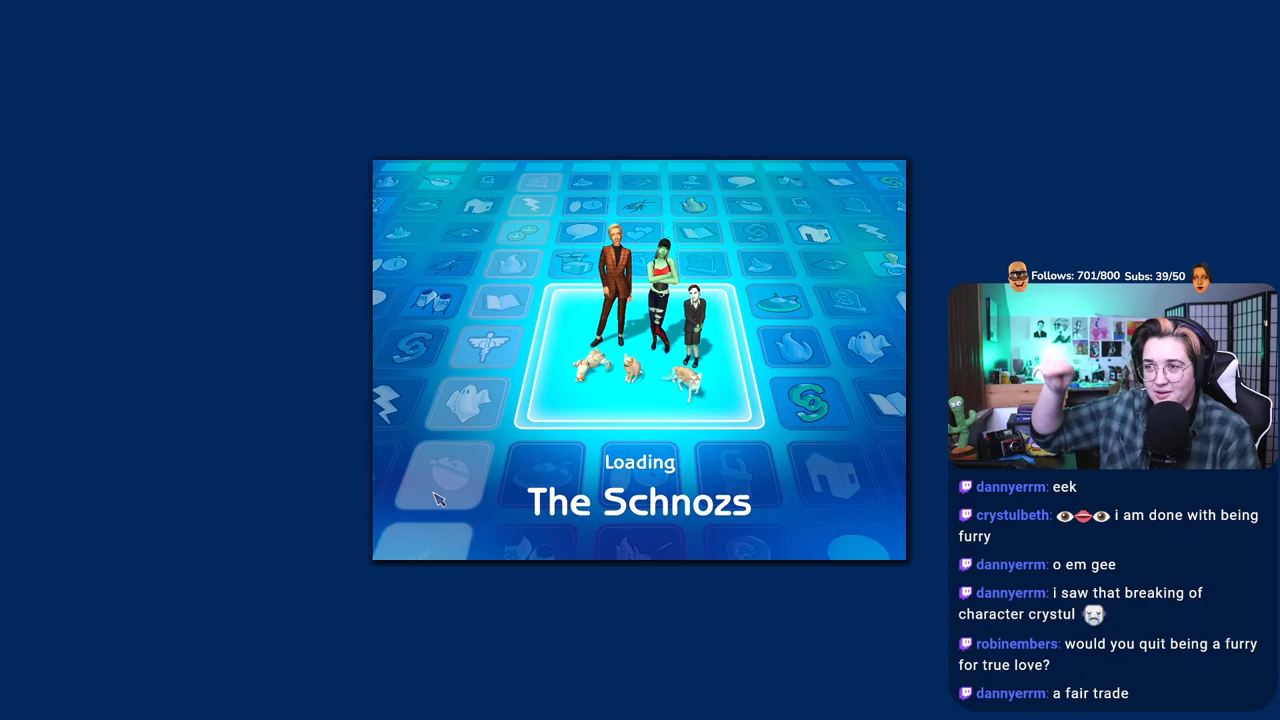 Loading
The Schnozs
Follows: 701/800 Subs: 39/50
dannyerrm: eek
crystulbeth: i am done with being
furry
dannyerrm: o em gee
dannyerrm: i saw that breaking of
character crystul
robinembers: would you quit being a furry
for true love?
dannyerrm: a fair trade